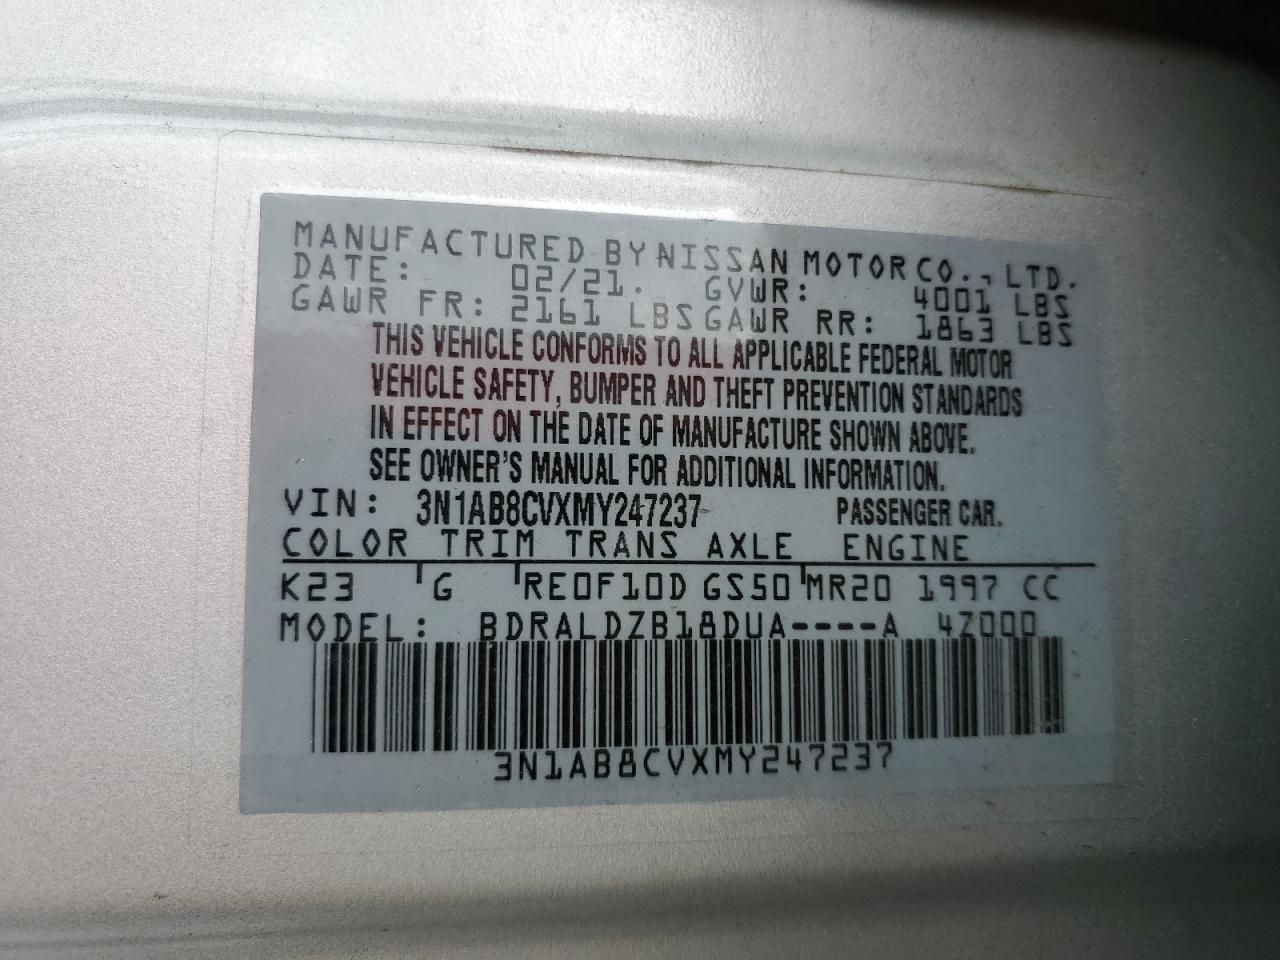 MANUFACTURED BY NISSAN MOTOR CO., LTD.
DATE: 02/21. GVWR: 4001 LBS
GAWR FR: 2161 LBS GAWR RR: 1863 LBS
THIS VEHICLE CONFORMS TO ALL APPLICABLE FEDERAL MOTOR
VEHICLE SAFETY, BUMPER AND THEFT PREVENTION STANDARDS
IN EFFECT ON THE DATE OF MANUFACTURE SHOWN ABOVE.
SEE OWNER'S MANUAL FOR ADDITIONAL INFORMATION.
VIN: 3N1AB8CVXMY247237 PASSENGER CAR.
COLOR TRIM TRANS AXLE ENGINE
K23 G RE0F10D GS50 MR20 1997 CC
MODEL: BDRALDZB18DUA----A 4Z000
3N1AB8CVXMY247237